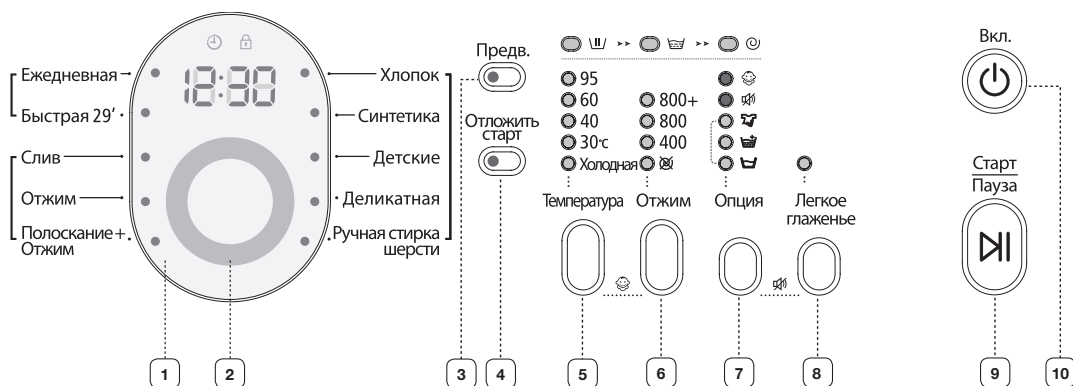 Ежедневная
Быстрая 29’
Слив
Отжим
Полоскание+
Отжим
12:30
Хлопок
Синтетика
Детские
Деликатная
Ручная стирка
шерсти
Предв.
Отложить
старт
95
60
40
30°C
Холодная
800+
800
400
Температура
Отжим
Опция
Легкое
глаженье
Вкл.
Старт
Пауза
1
2
3
4
5
6
7
8
9
10